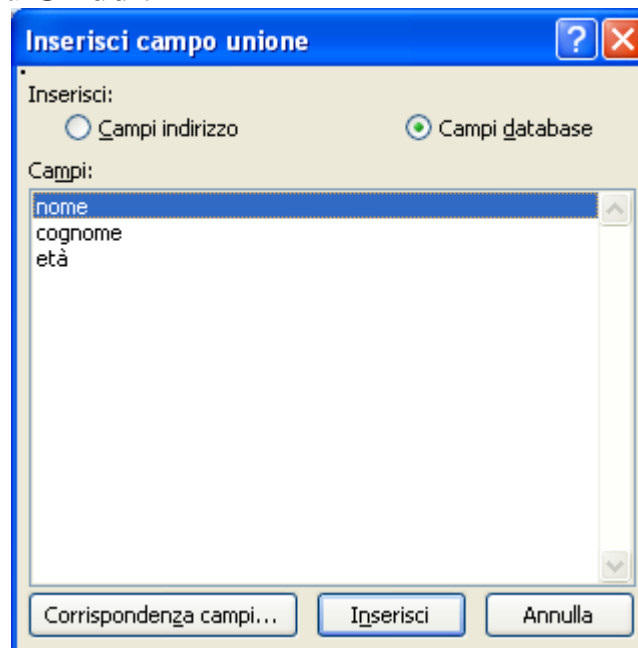 Inserisci campo unione
Inserisci:
Campi indirizzo Campi database
Campi:
nome
cognome
età
Corrispondenza campi... Inserisci Annulla